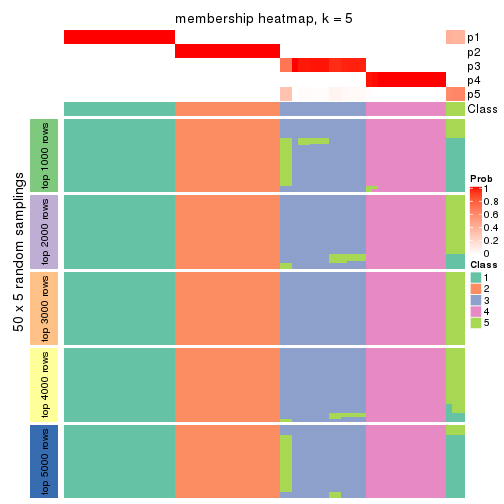 membership heatmap, k = 5
p1
p2
p3
p4
p5
Class
50 x 5 random samplings
top 1000 rows
top 2000 rows
top 3000 rows
top 4000 rows
top 5000 rows
Prob
1
0.8
0.6
0.4
0.2
0
Class
1
2
3
4
5